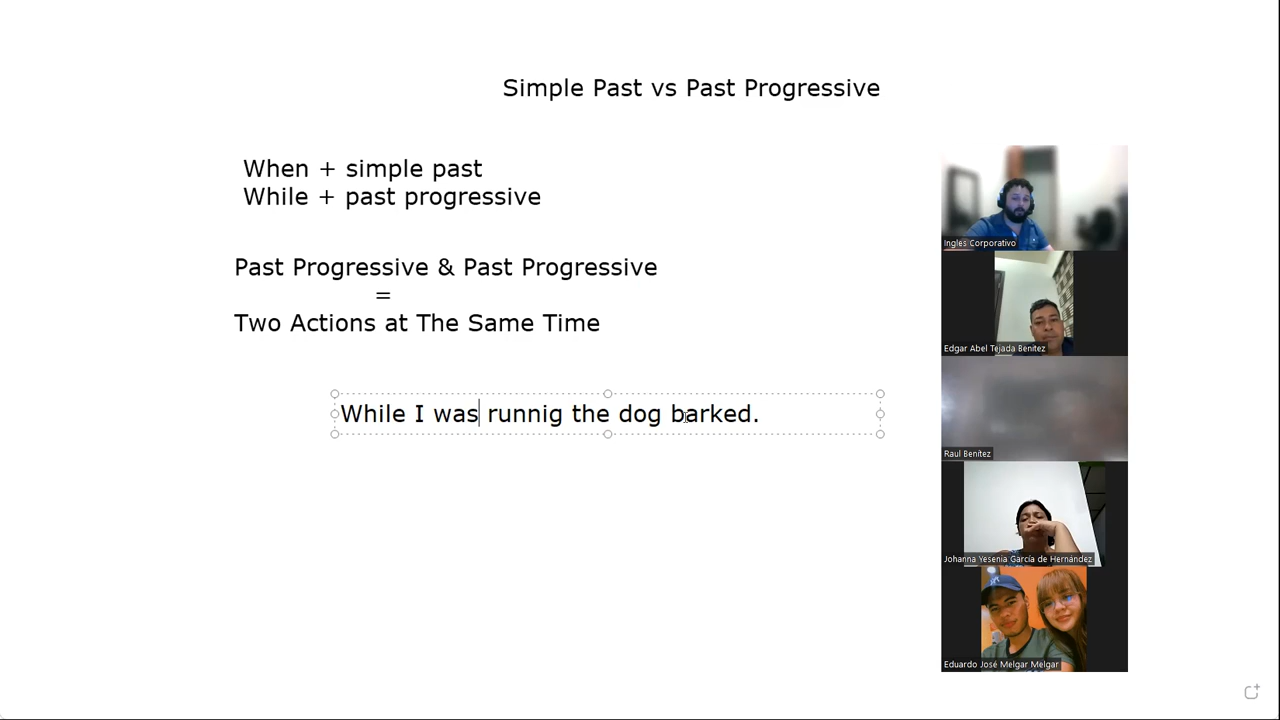 Simple Past vs Past Progressive
When + simple past
While + past progressive
Past Progressive & Past Progressive
=
Two Actions at The Same Time
While I was runnig the dog barked.
Ingles Corporativo
Edgar Abel Tejada Benitez
Raul Benítez
Johanna Yesenia García de Hernández
Eduardo José Melgar Melgar